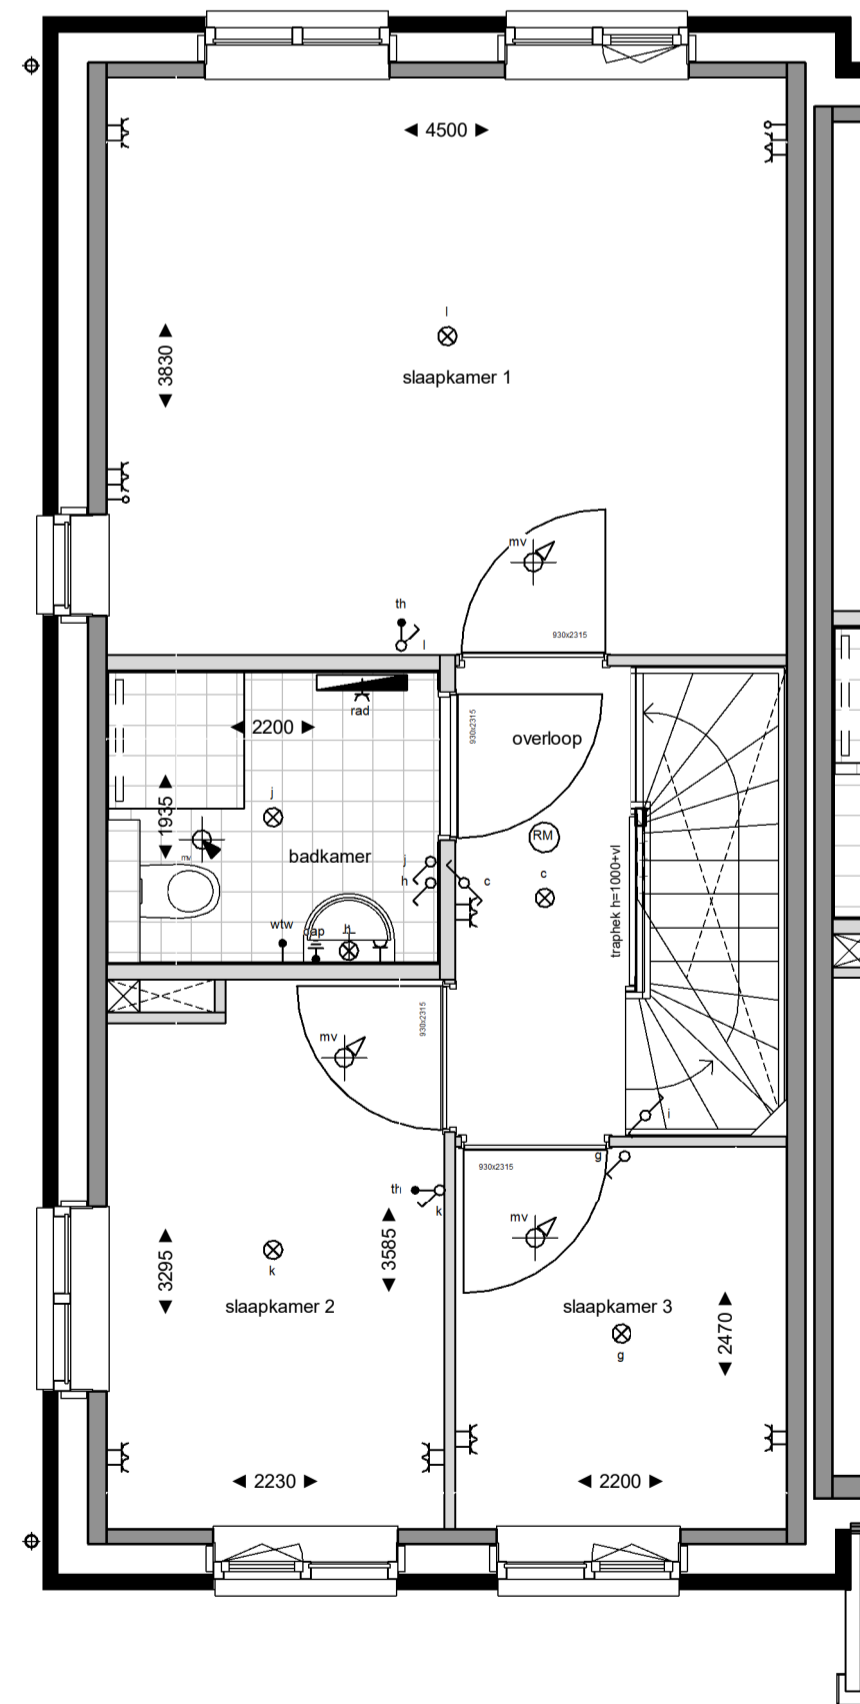 4500
l
3830
slaapkamer 1
mv
th
l
930x2315
rad
2200
930x2315
overloop
j
1935
RM
mv
badkamer
j
h
c
c
traphek h=1000+vl
wtw
h
930x2315
mv
i
g
930x2315
th
k
mv
3295
3585
k
slaapkamer 2
slaapkamer 3
2470
g
2230
2200